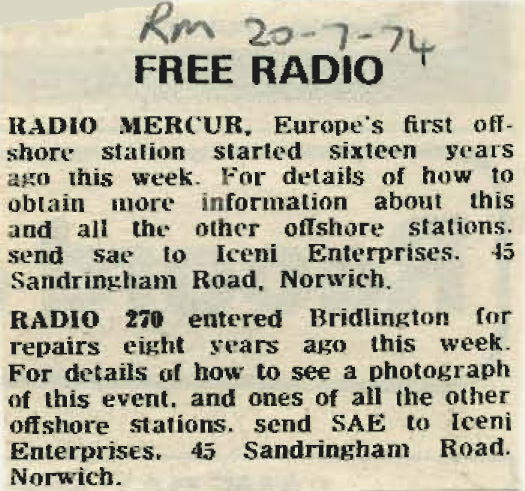 Rm 20-7-74
FREE RADIO
RADIO MERCUR, Europe's first off-
shore station started sixteen years
ago this week. For details of how to
obtain more information about this
and all the other offshore stations.
send sae to Iceni Enterprises. 45
Sandringham Road, Norwich.
RADIO 270 entered Bridlington for
repairs eight years ago this week.
For details of how to see a photograph
of this event, and ones of all the other
offshore stations. send SAE to Iceni
Enterprises. 45 Sandringham Road.
Norwich.